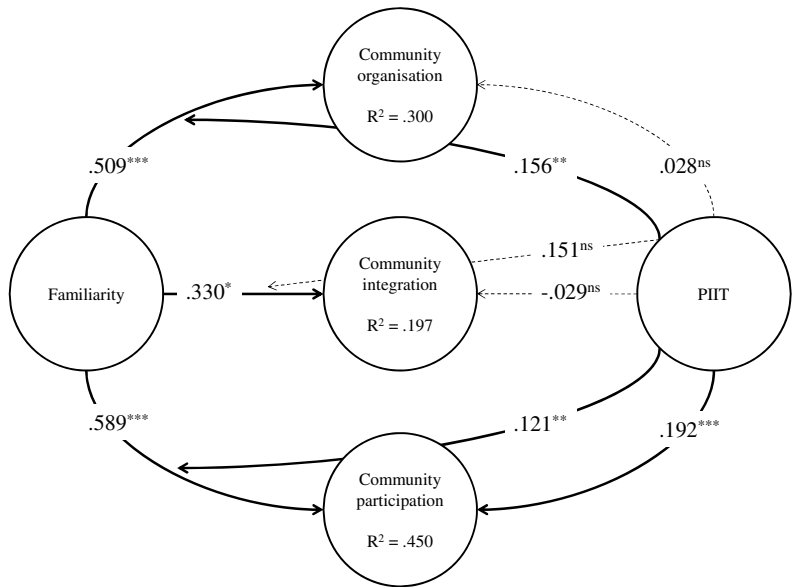 Community
organisation
R² = .300
.509***
.156**
.028ns
Familiarity
.330*
Community
integration
R² = .197
.151ns
-.029ns
PIIT
.589***
.121**
.192***
Community
participation
R² = .450